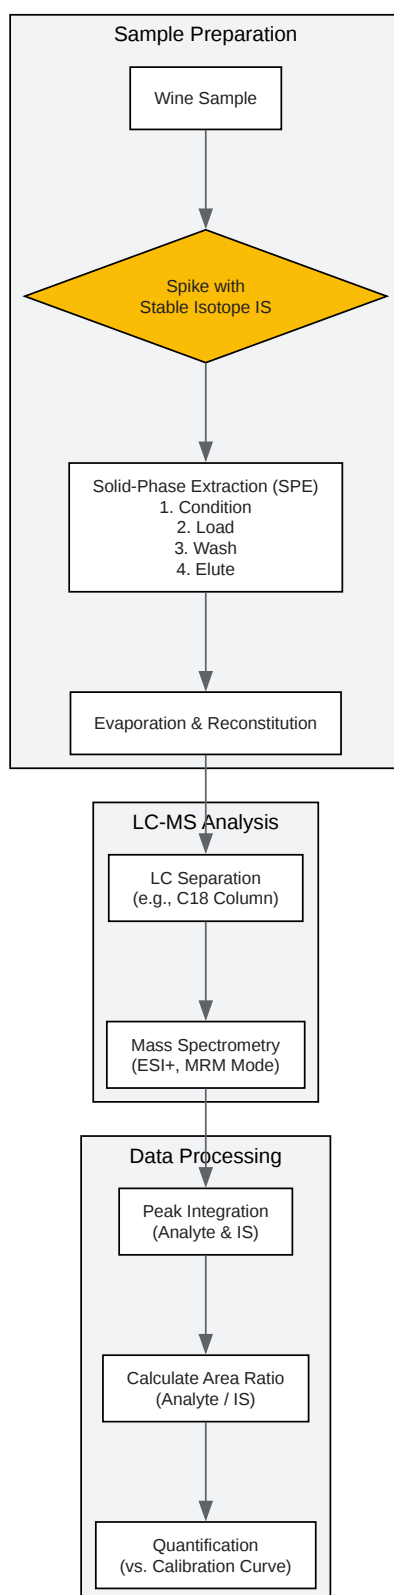 Sample Preparation
Wine Sample
Spike with
Stable Isotope IS
Solid-Phase Extraction (SPE)
1. Condition
2. Load
3. Wash
4. Elute
Evaporation & Reconstitution
LC-MS Analysis
LC Separation
(e.g., C18 Column)
Mass Spectrometry
(ESI+, MRM Mode)
Data Processing
Peak Integration
(Analyte & IS)
Calculate Area Ratio
(Analyte / IS)
Quantification
(vs. Calibration Curve)